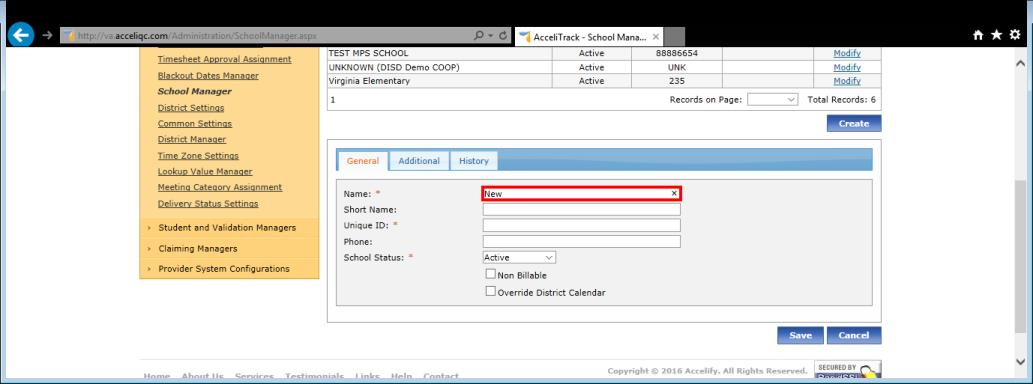 http://va.acceliqc.com/Administration/SchoolManager.aspx
AcceliTrack - School Mana...
Timesheet Approval Assignment
Blackout Dates Manager
School Manager
District Settings
Common Settings
District Manager
Time Zone Settings
Lookup Value Manager
Meeting Category Assignment
Delivery Status Settings
Student and Validation Managers
Claiming Managers
Provider System Configurations
TEST MPS SCHOOL Active 88886654 Modify
UNKNOWN (DISD Demo COOP) Active UNK Modify
Virginia Elementary Active 235 Modify
1 Records on Page: Total Records: 6
Create
General Additional History
Name: * New
Short Name:
Unique ID: *
Phone:
School Status: * Active
Non Billable
Override District Calendar
Save Cancel
Home About Us Services Testimonials Links Help Contact
Copyright © 2016 Accelify. All Rights Reserved.
SECURED BY